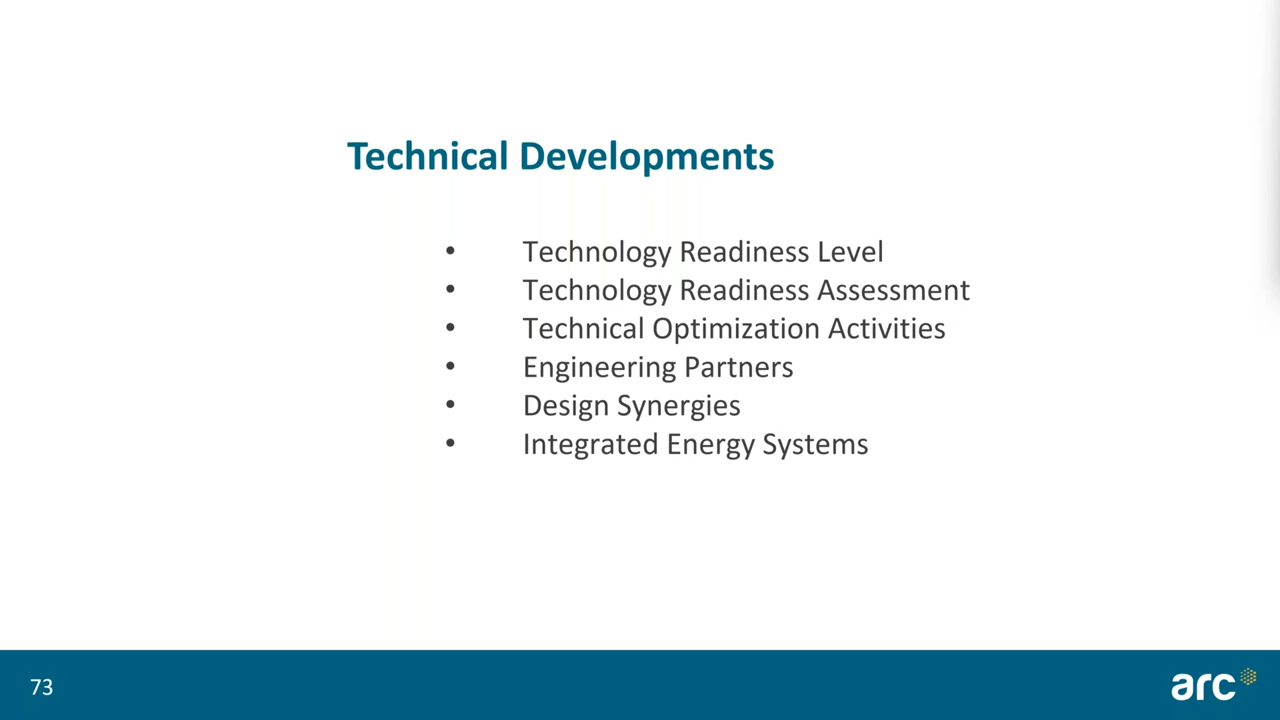 Technical Developments
• Technology Readiness Level
• Technology Readiness Assessment
• Technical Optimization Activities
• Engineering Partners
• Design Synergies
• Integrated Energy Systems
73
arc